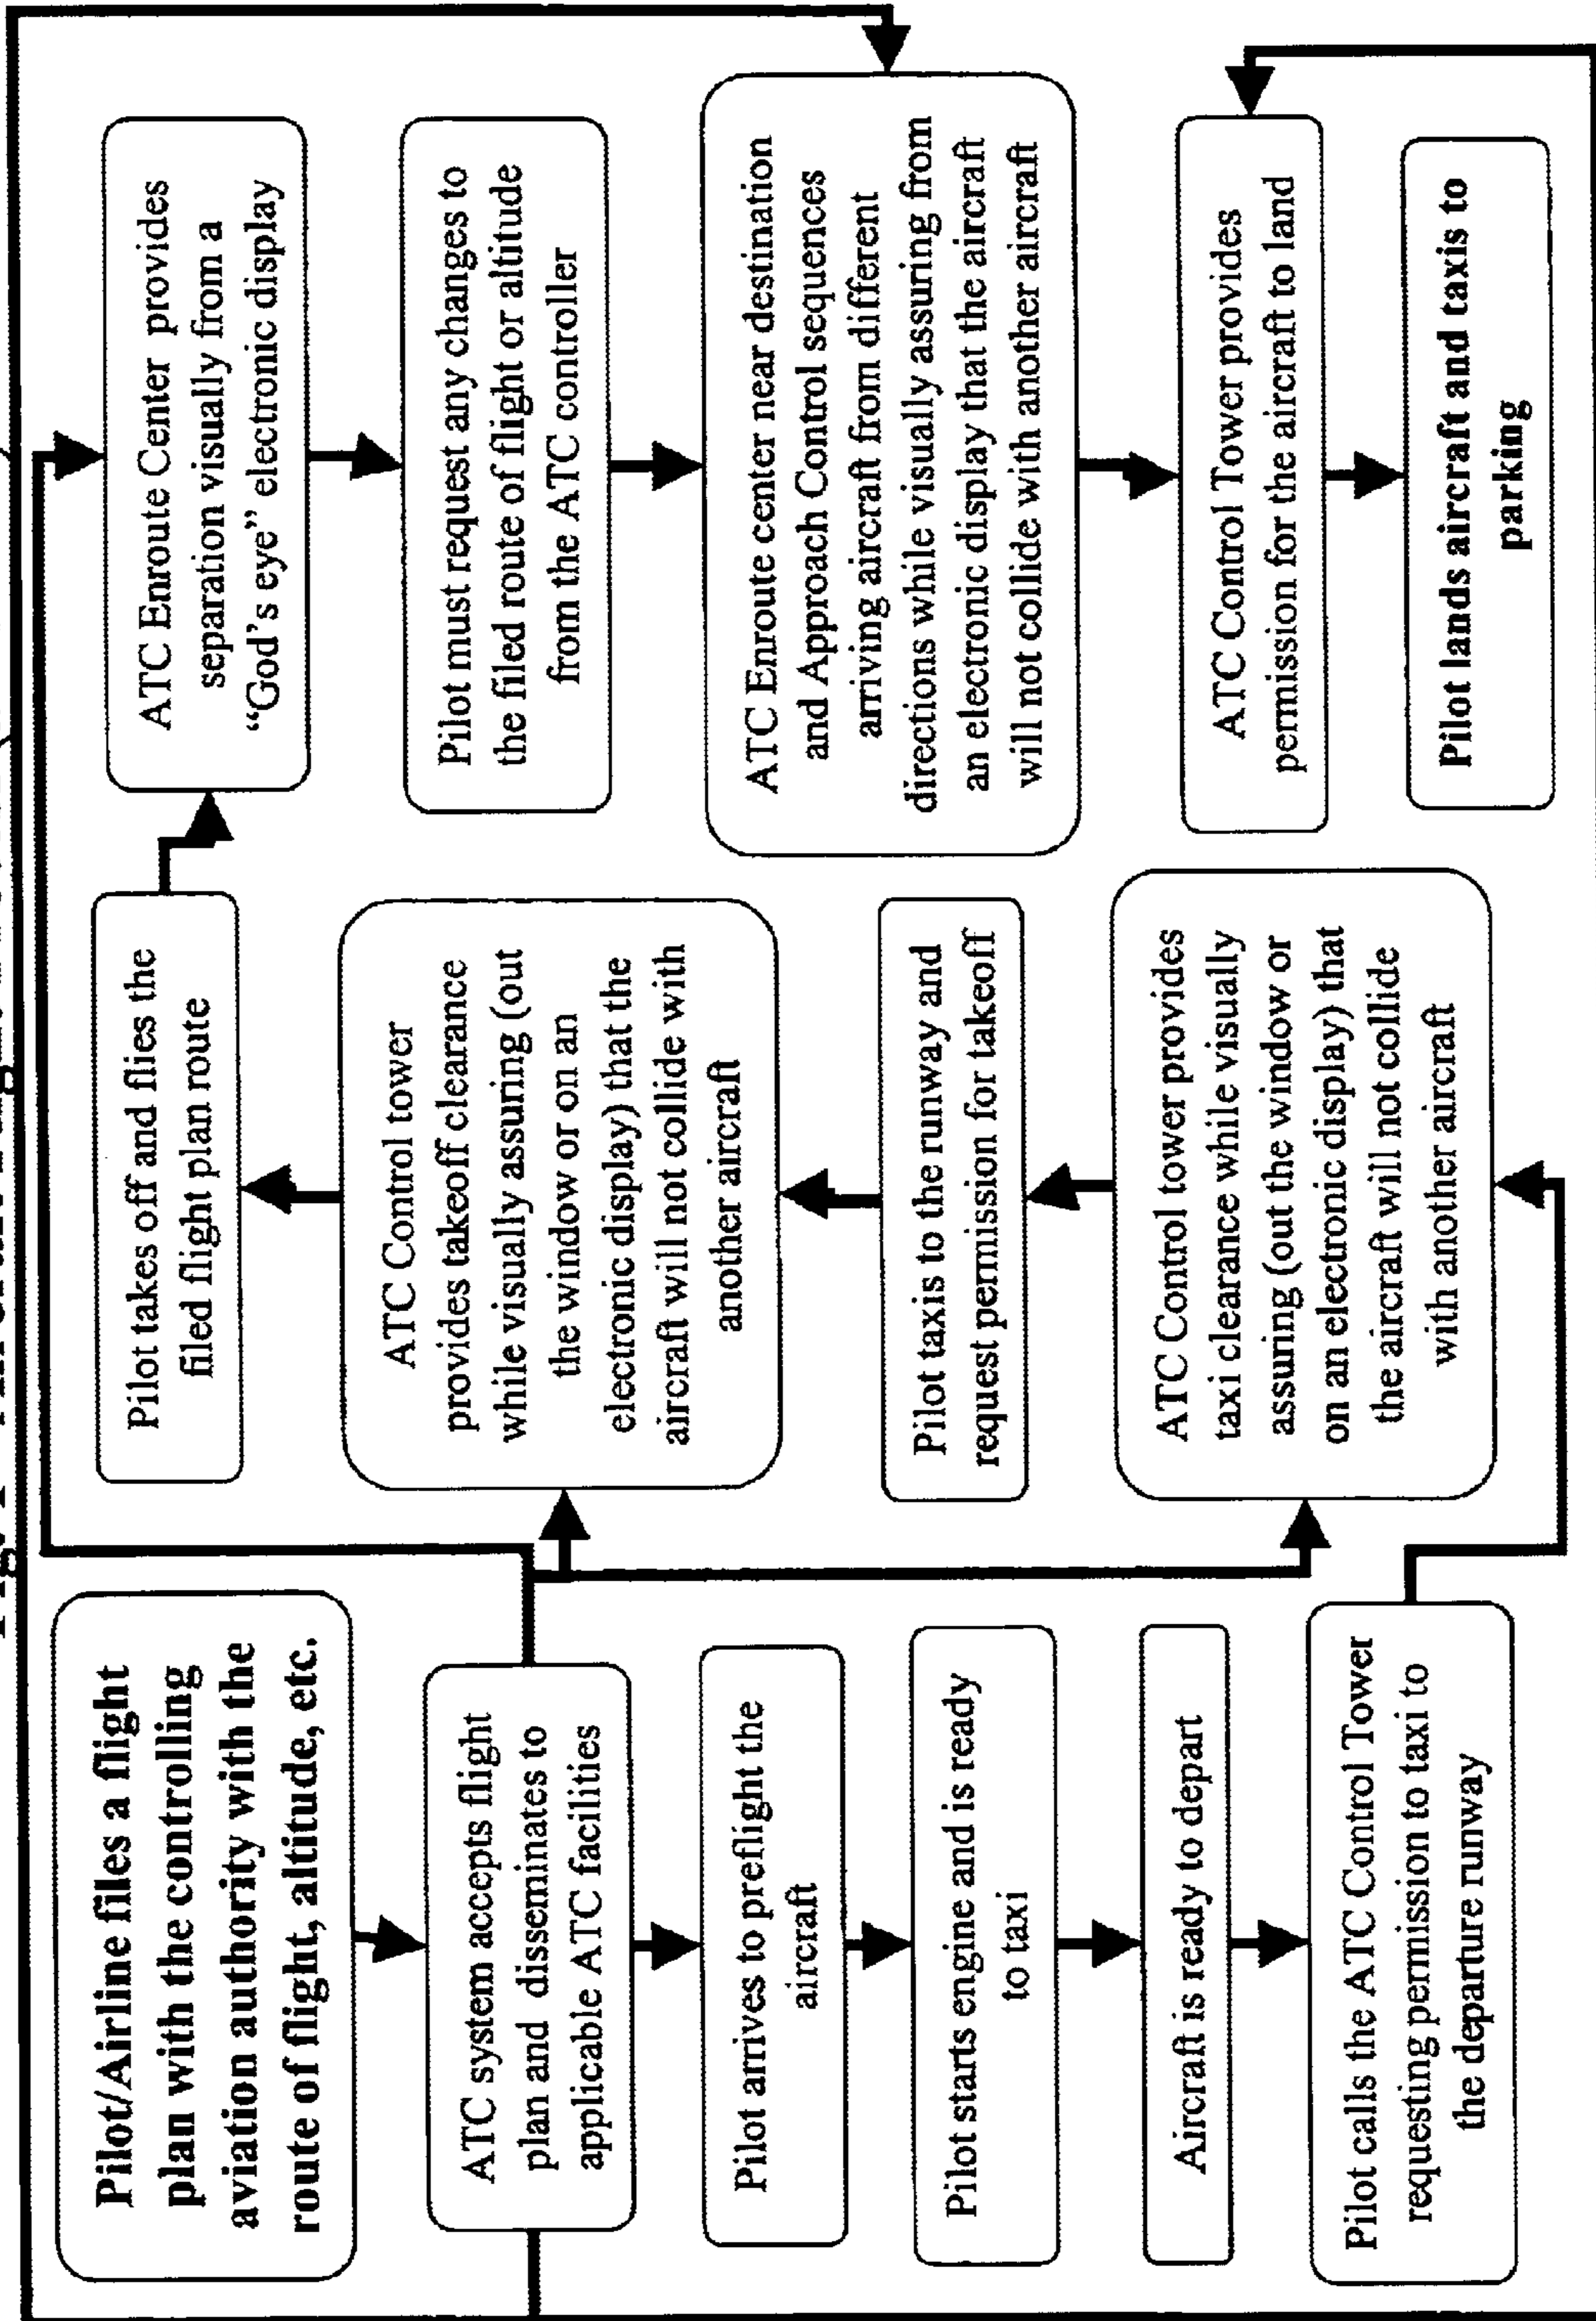 Pilot/Airline files a flight
plan with the controlling
aviation authority with the
route of flight, altitude, etc.
ATC system accepts flight
plan and disseminates to
applicable ATC facilities
Pilot arrives to preflight the
aircraft
Pilot starts engine and is ready
to taxi
Aircraft is ready to depart
Pilot calls the ATC Control Tower
requesting permission to taxi to
the departure runway
Pilot takes off and flies the
filed flight plan route
ATC Control tower
provides takeoff clearance
while visually assuring (out
the window or on an
electronic display) that the
aircraft will not collide with
another aircraft
Pilot taxis to the runway and
request permission for takeoff
ATC Control tower provides
taxi clearance while visually
assuring (out the window or
on an electronic display) that
the aircraft will not collide
with another aircraft
ATC Enroute Center provides
separation visually from a
“God's eye” electronic display
Pilot must request any changes to
the filed route of flight or altitude
from the ATC controller
ATC Enroute center near destination
and Approach Control sequences
arriving aircraft from different
directions while visually assuring from
an electronic display that the aircraft
will not collide with another aircraft
ATC Control Tower provides
permission for the aircraft to land
Pilot lands aircraft and taxis to
parking